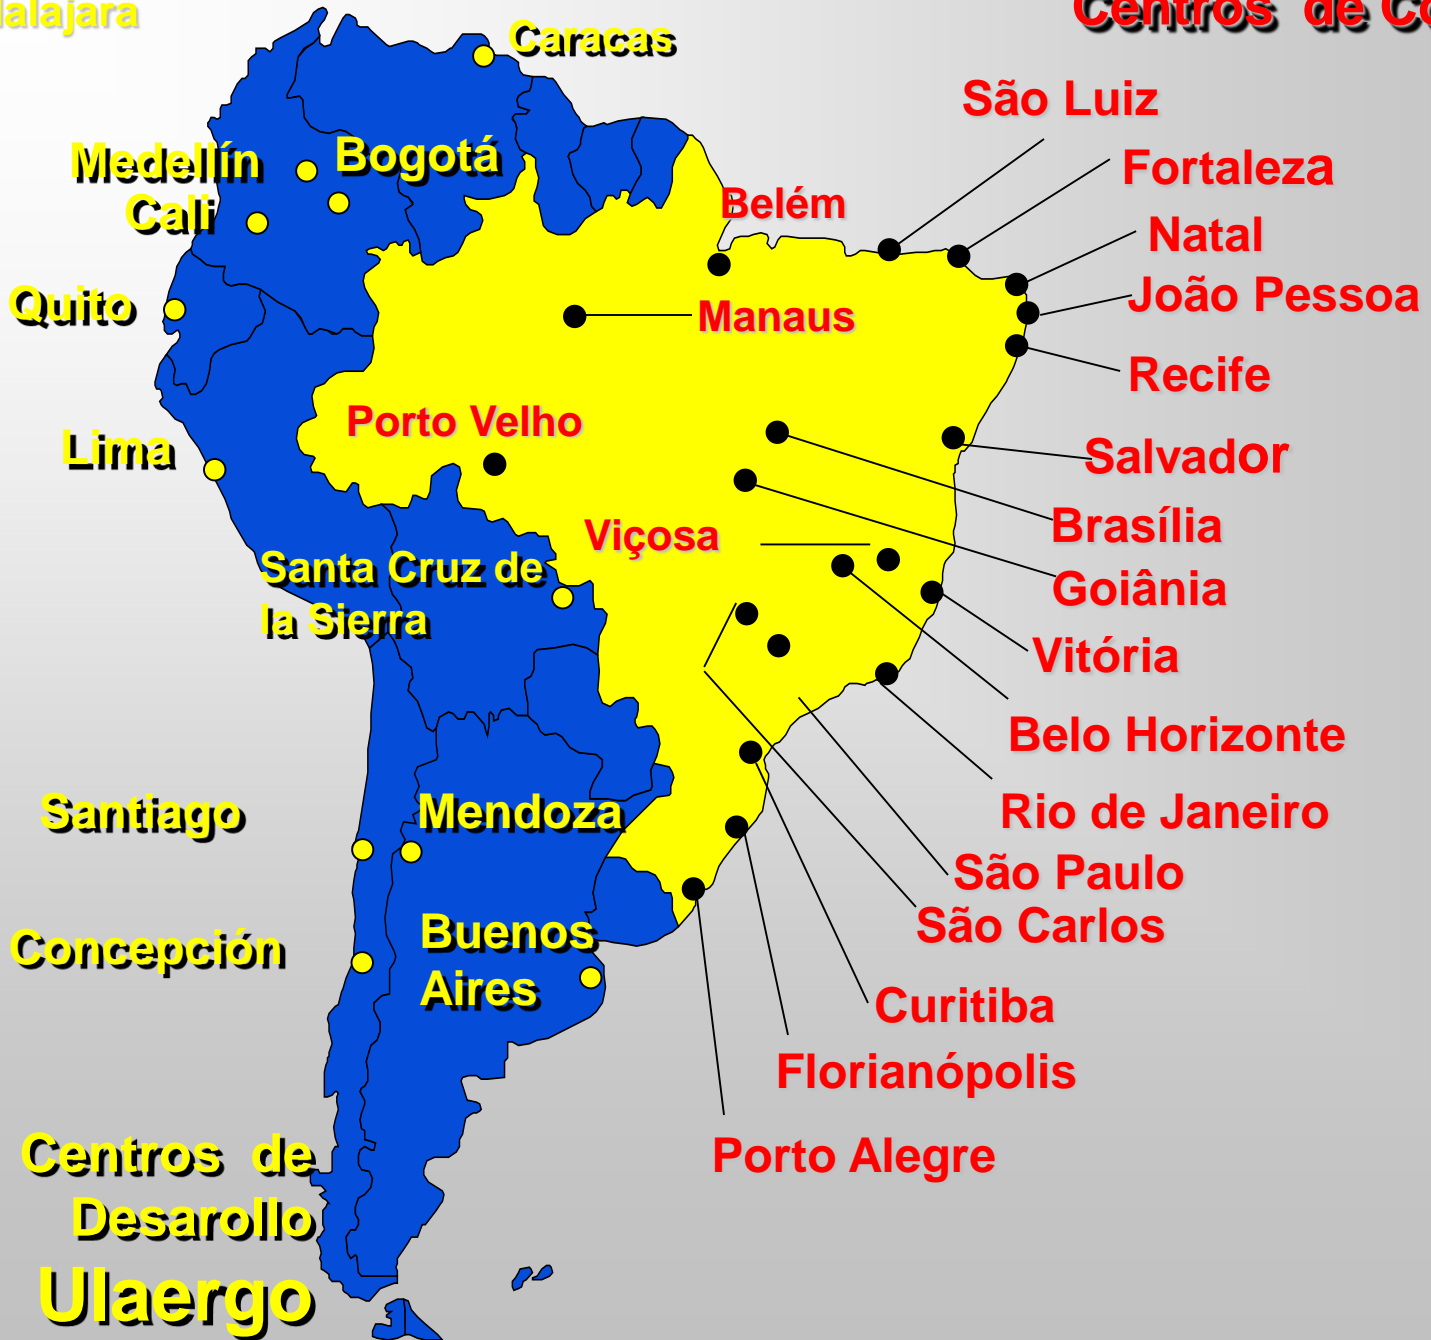 Centros de
Caracas
São Luiz
Medellín
Bogotá
Fortaleza
Cali
Belém
Natal
Quito
João Pessoa
Manaus
Recife
Porto Velho
Lima
Salvador
Brasília
Viçosa
Santa Cruz de
la Sierra
Goiânia
Vitória
Belo Horizonte
Santiago
Mendoza
Rio de Janeiro
São Paulo
São Carlos
Concepción
Buenos
Aires
Curitiba
Florianópolis
Porto Alegre
Centros de
Desarollo
Ulaergo